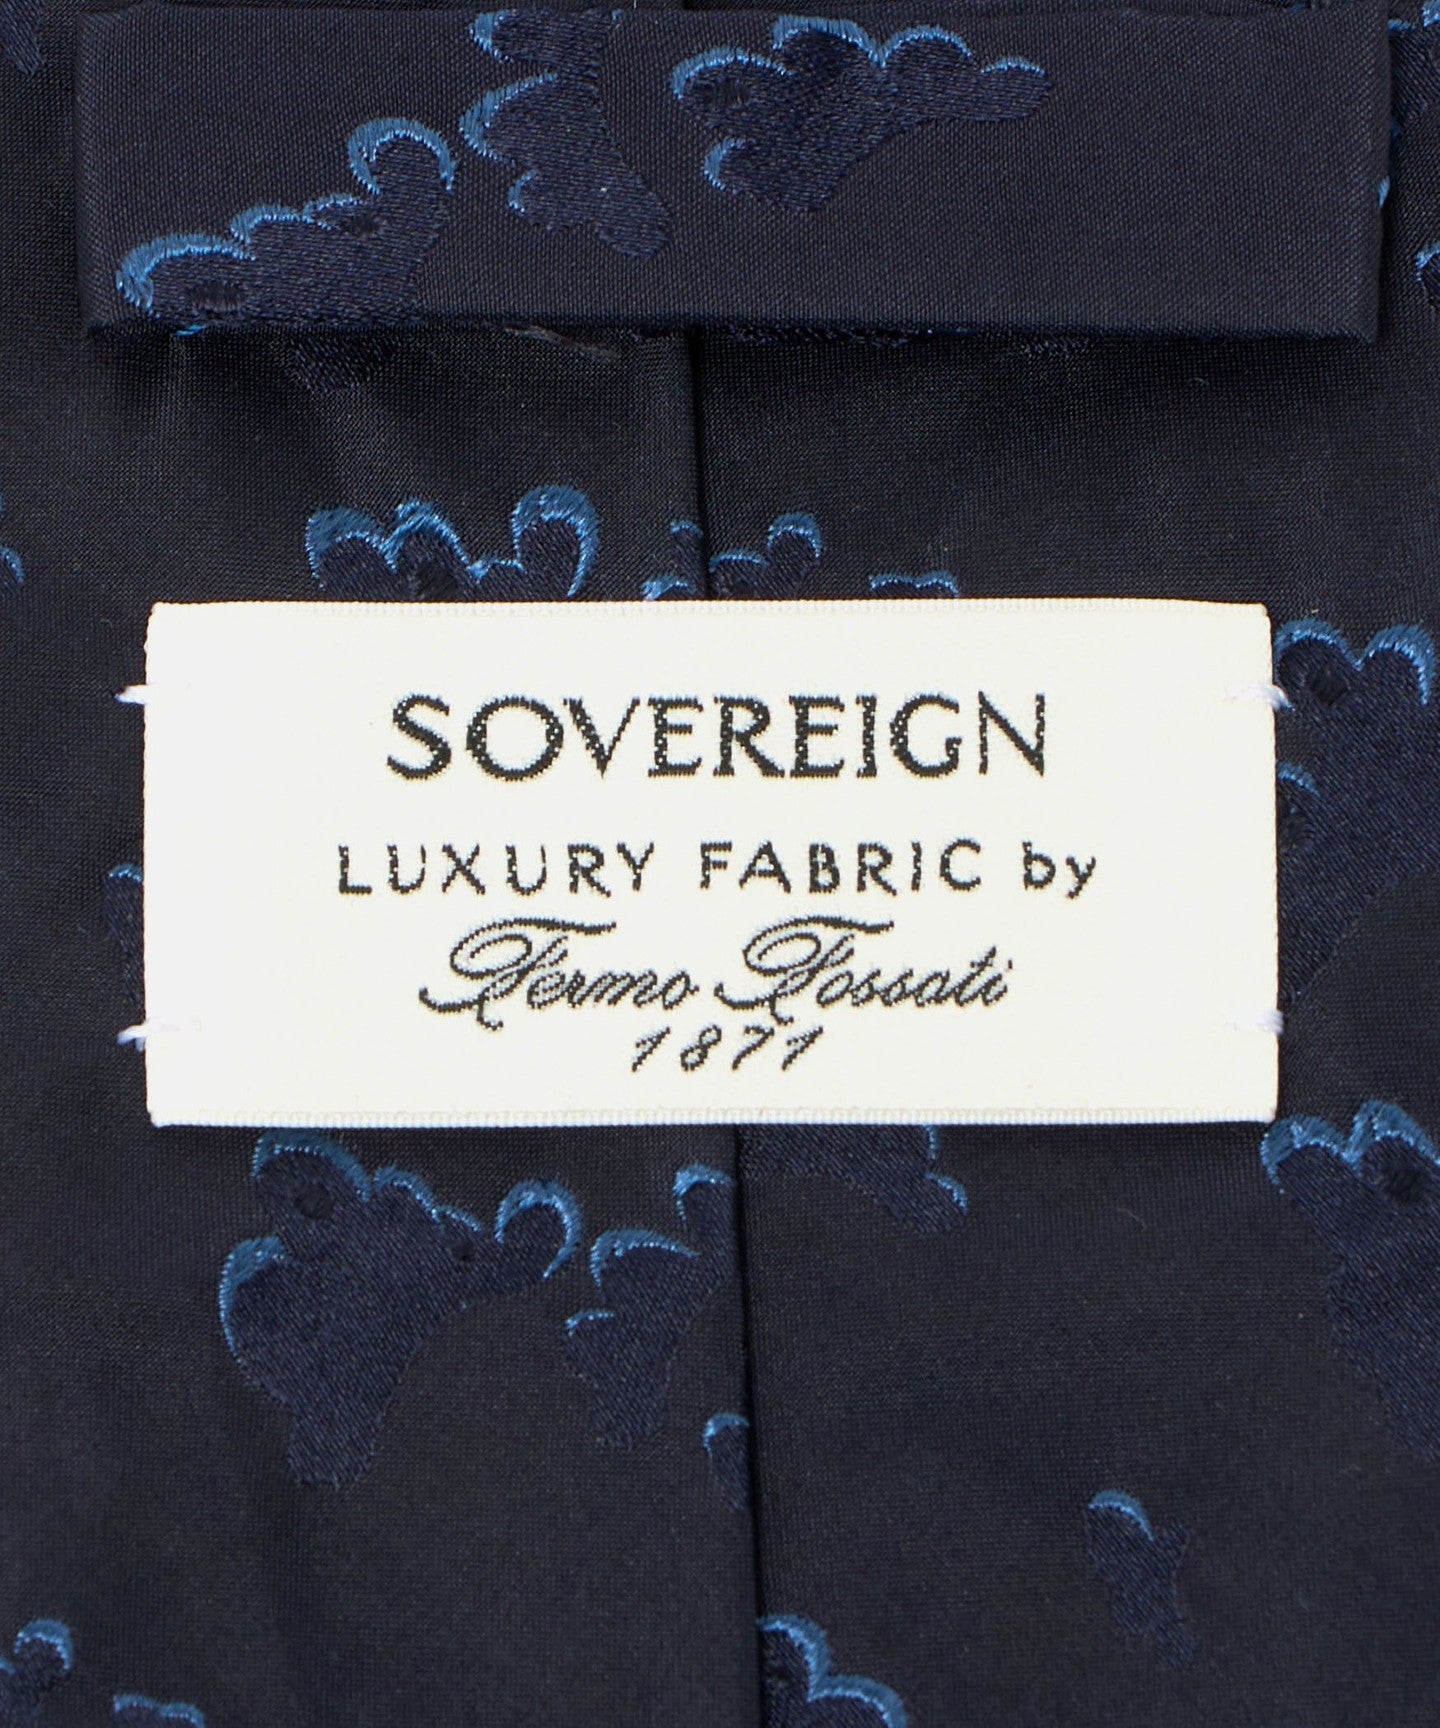 SOVEREIGN
LUXURY FABRIC by
Fermo Fossati
1871